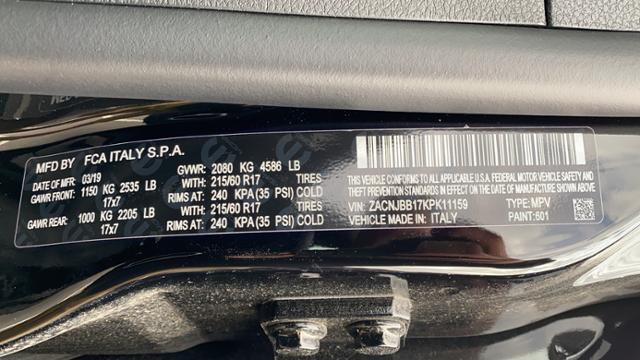 MFD BY FCA ITALY S.P.A.
DATE OF MFR: 03/19 GVWR: 2080 KG 4586 LB
GAWR FRONT: 1150 KG 2535 LB WITH: 215/60 R17 TIRES
17x7 RIMS AT: 240 KPA(35 PSI) COLD
GAWR REAR: 1000 KG 2205 LB WITH: 215/60 R17 TIRES
17x7 RIMS AT: 240 KPA(35 PSI) COLD
THIS VEHICLE CONFORMS TO ALL APPLICABLE U.S.A. FEDERAL MOTOR VEHICLE SAFETY,
BUMPER AND THEFT PREVENTION STANDARDS IN EFFECT ON THE DATE OF MANUFACTURE SHOWN ABOVE.
VIN: ZACNJBB17KPK11159 TYPE: MPV
VEHICLE MADE IN: ITALY PAINT: 601